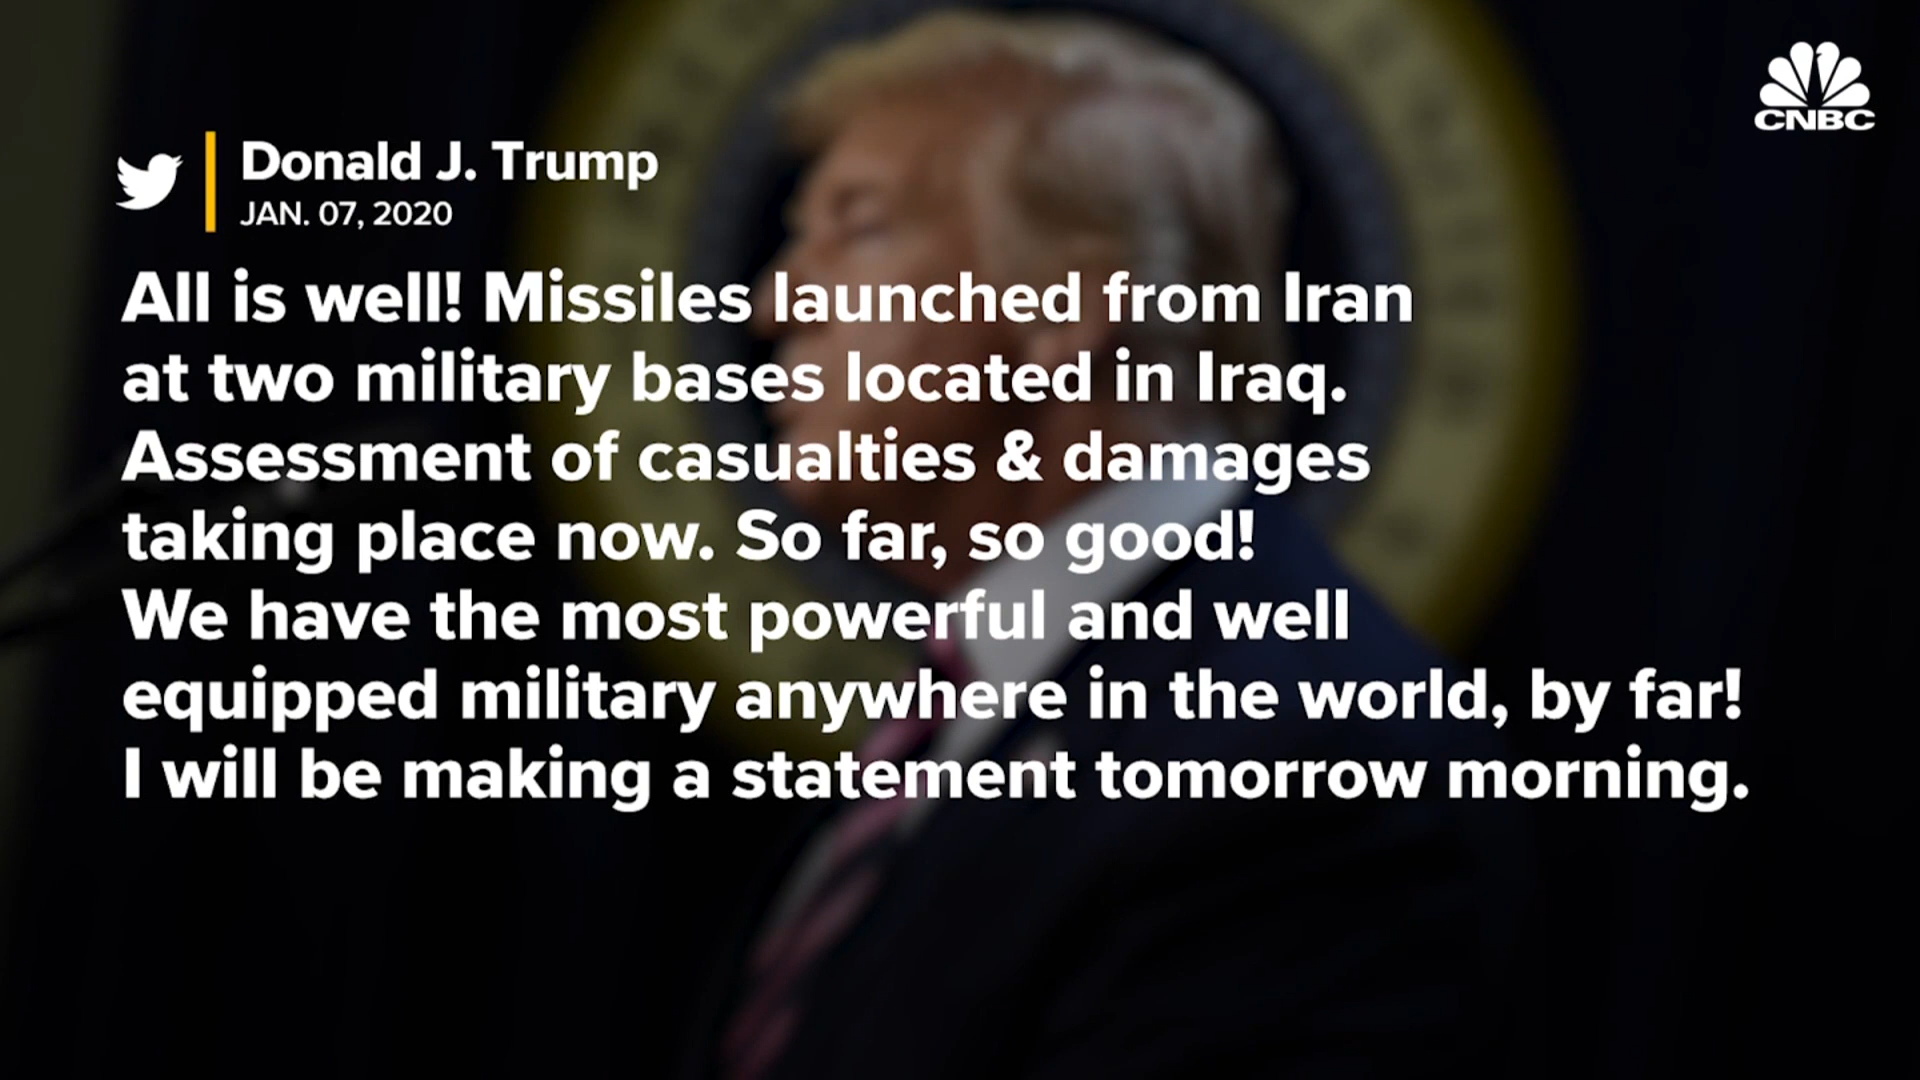 CNBC
Donald J. Trump
JAN. 07, 2020
All is well! Missiles launched from Iran
at two military bases located in Iraq.
Assessment of casualties & damages
taking place now. So far, so good!
We have the most powerful and well
equipped military anywhere in the world, by far!
I will be making a statement tomorrow morning.